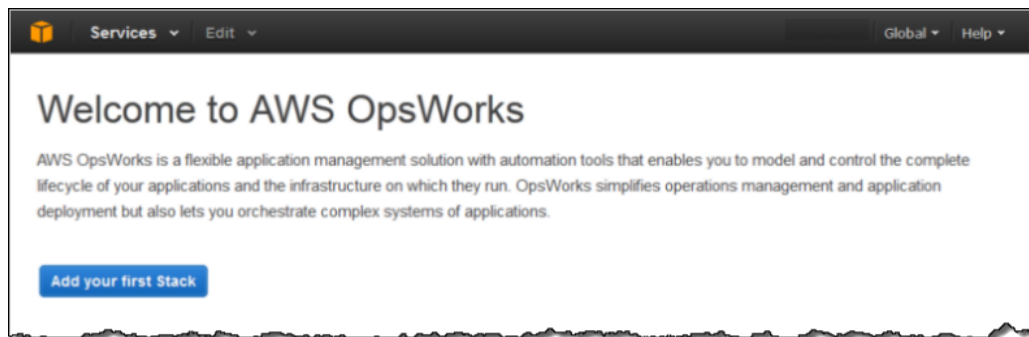 Services Edit Global Help
Welcome to AWS OpsWorks
AWS OpsWorks is a flexible application management solution with automation tools that enables you to model and control the complete
lifecycle of your applications and the infrastructure on which they run. OpsWorks simplifies operations management and application
deployment but also lets you orchestrate complex systems of applications.
Add your first Stack